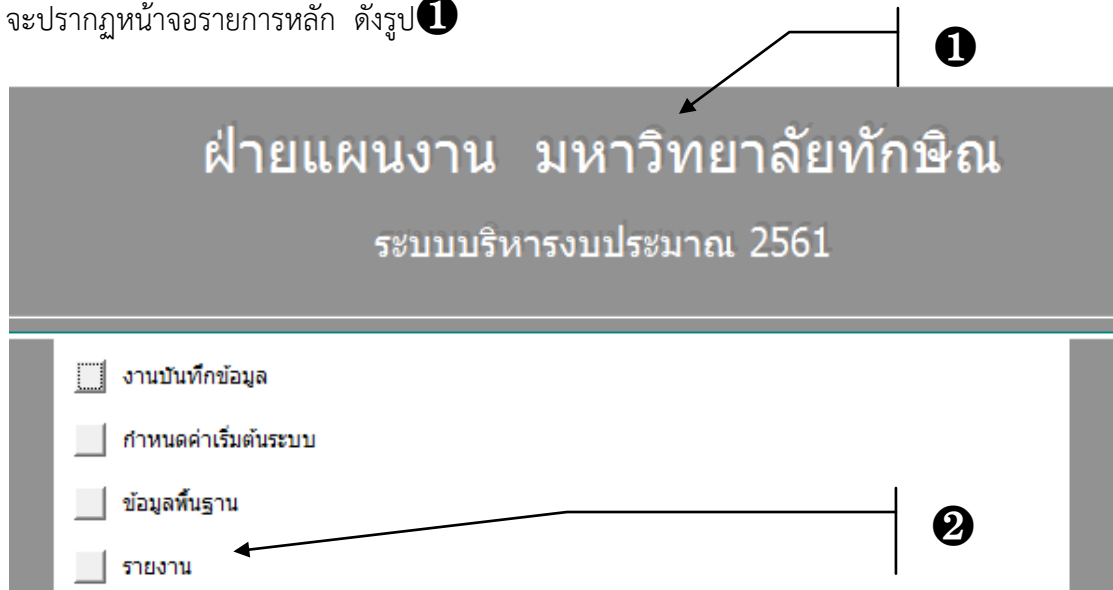 จะปรากฏหน้าจอรายการหลัก ดังรูป❶
❶
ฝ่ายแผนงาน มหาวิทยาลัยทักษิณ
ระบบบริหารงบประมาณ 2561
งานบันทึกข้อมูล
กำหนดค่าเริ่มต้นระบบ
ข้อมูลพื้นฐาน
❷
รายงาน